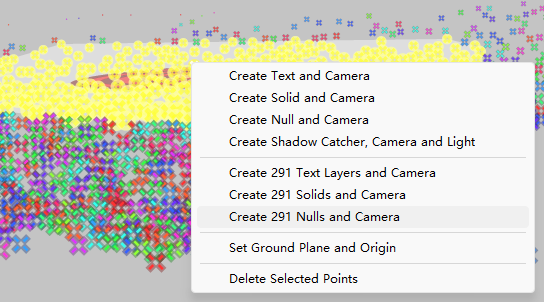 Create Text and Camera
Create Solid and Camera
Create Null and Camera
Create Shadow Catcher, Camera and Light
Create 291 Text Layers and Camera
Create 291 Solids and Camera
Create 291 Nulls and Camera
Set Ground Plane and Origin
Delete Selected Points